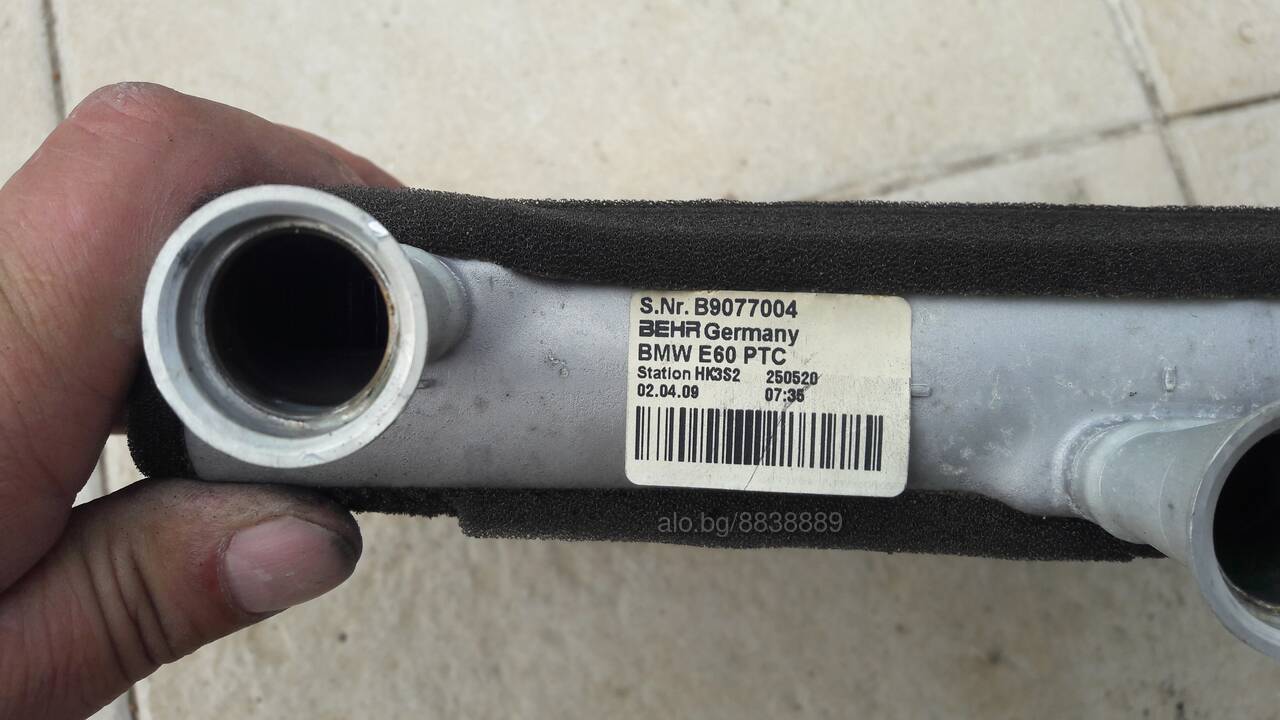 S.Nr. B9077004
BEHR Germany
BMW E60 PTC
Station HK3S2 250520
02.04.09 07:35
alo.bg/8838889